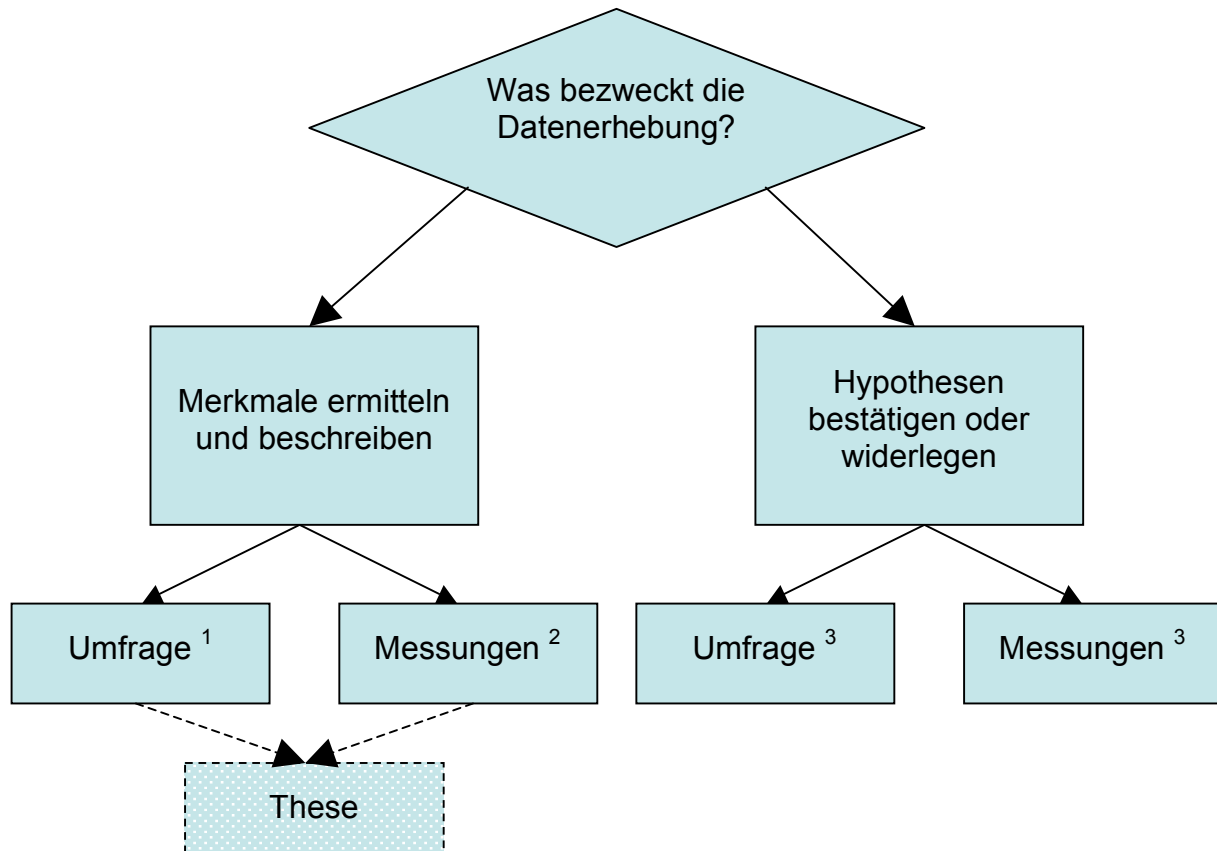 Was bezweckt die
Datenerhebung?
Merkmale ermitteln
und beschreiben
Hypothesen
bestätigen oder
widerlegen
Umfrage ¹
Messungen ²
Umfrage ³
Messungen ³
These